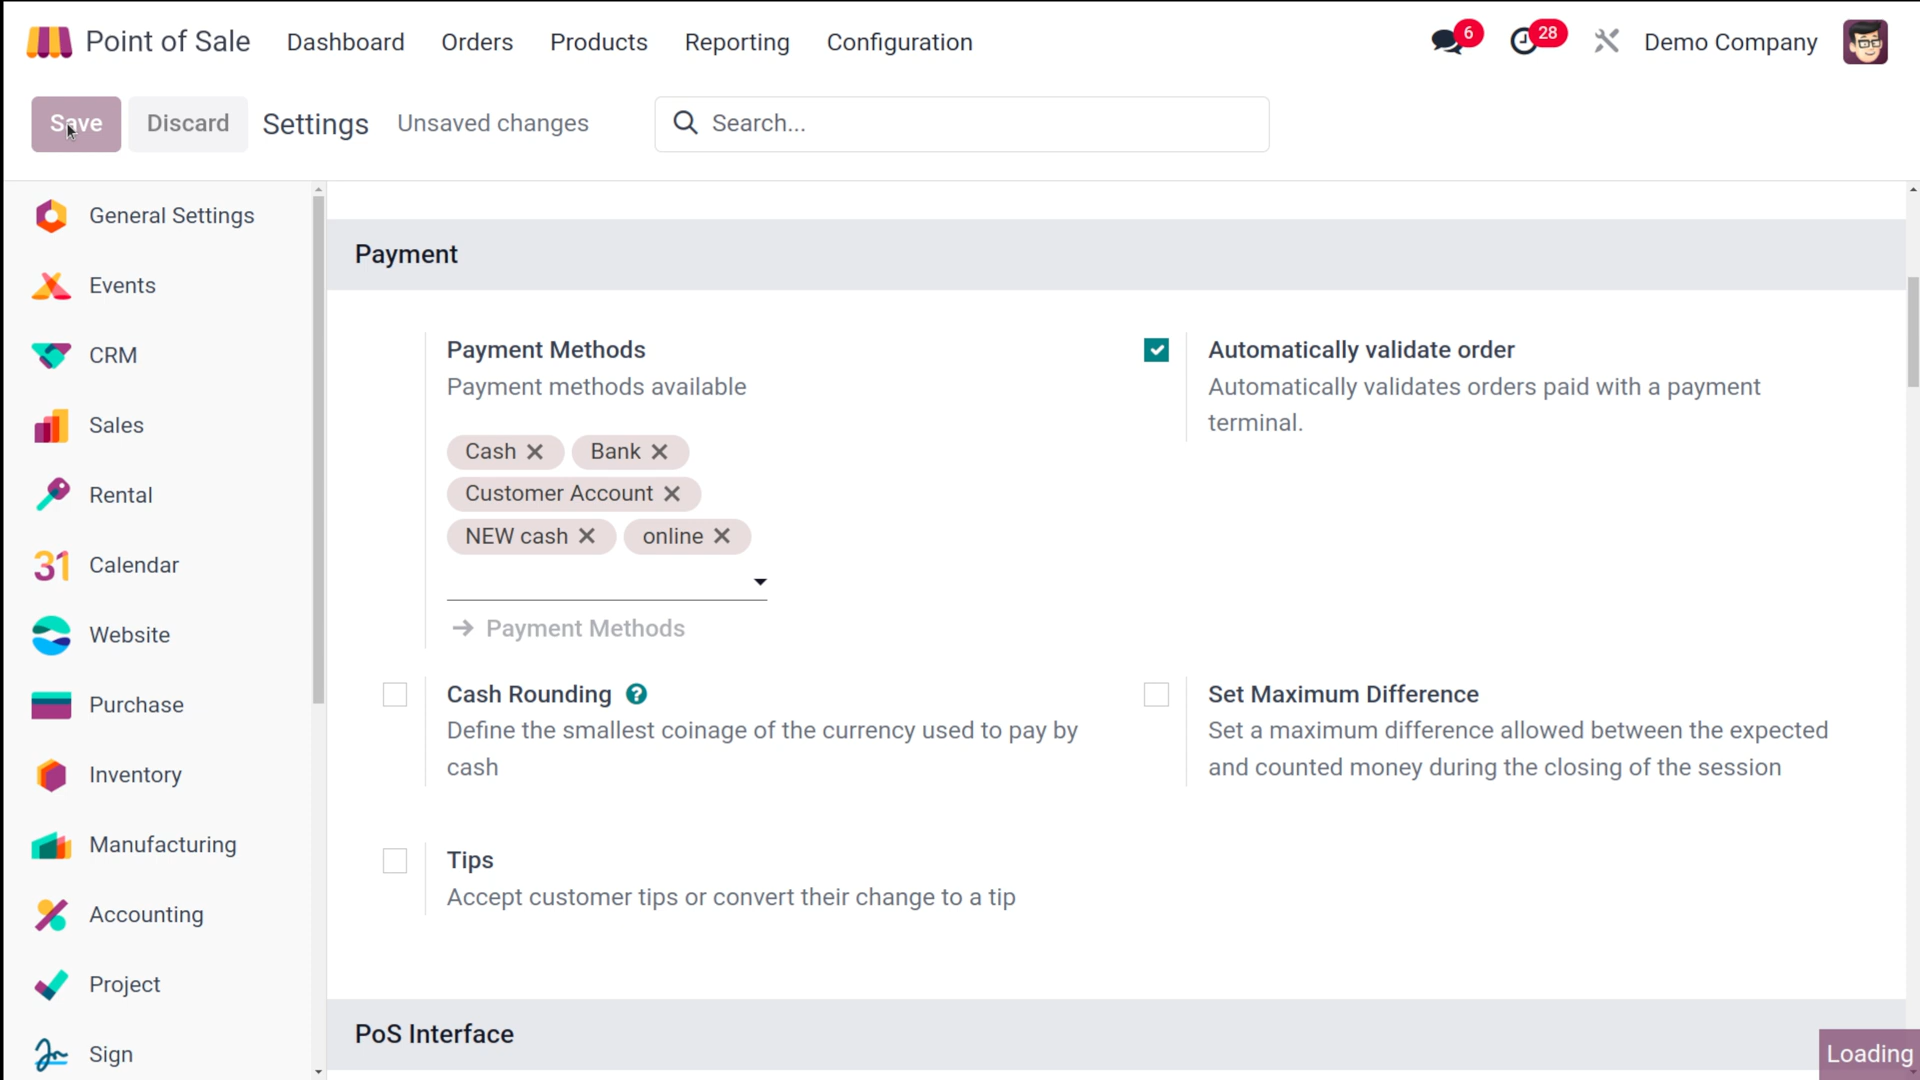 Point of Sale Dashboard Orders Products Reporting Configuration 6 28 Demo Company
Save Discard Settings Unsaved changes Search...
General Settings
Events
CRM
Sales
Rental
31 Calendar
Website
Purchase
Inventory
Manufacturing
Accounting
Project
Sign
Payment
Payment Methods
Payment methods available
Cash Bank
Customer Account
NEW cash online
Payment Methods
Automatically validate order
Automatically validates orders paid with a payment
terminal.
Cash Rounding ?
Define the smallest coinage of the currency used to pay by
cash
Set Maximum Difference
Set a maximum difference allowed between the expected
and counted money during the closing of the session
Tips
Accept customer tips or convert their change to a tip
PoS Interface
Loading